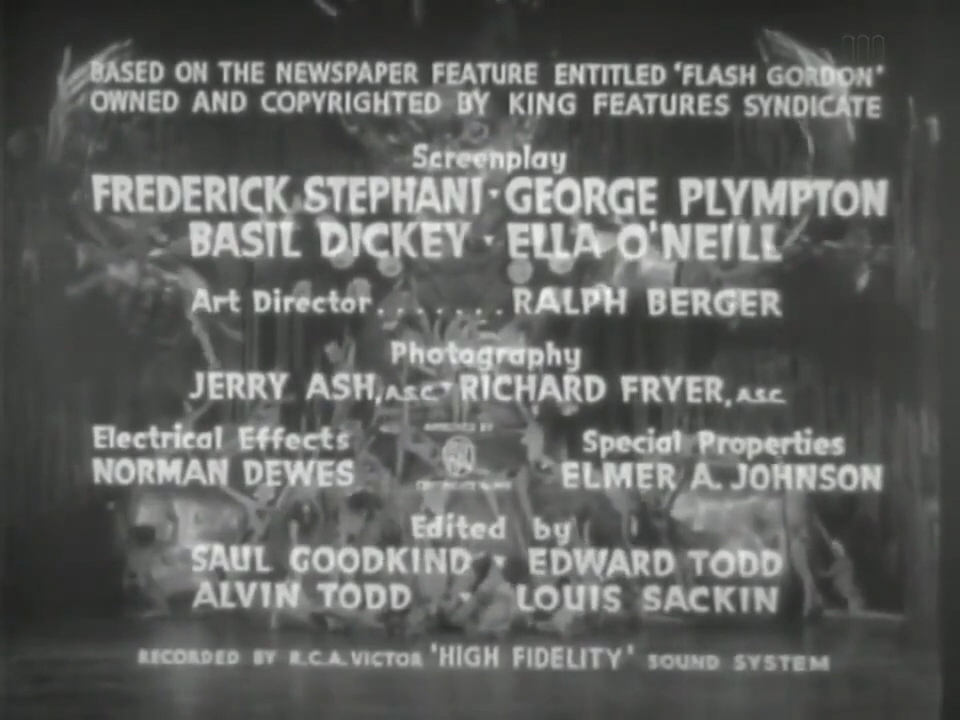 BASED ON THE NEWSPAPER FEATURE ENTITLED 'FLASH GORDON'
OWNED AND COPYRIGHTED BY KING FEATURES SYNDICATE
Screenplay
FREDERICK STEPHANI · GEORGE PLYMPTON
BASIL DICKEY · ELLA O'NEILL
Art Director........RALPH BERGER
Photography
JERRY ASH, A.S.C. · RICHARD FRYER, A.S.C.
Electrical Effects
NORMAN DEWES
Special Properties
ELMER A. JOHNSON
Edited by
SAUL GOODKIND · EDWARD TODD
ALVIN TODD · LOUIS SACKIN
RECORDED BY R.C.A. VICTOR 'HIGH FIDELITY' SOUND SYSTEM